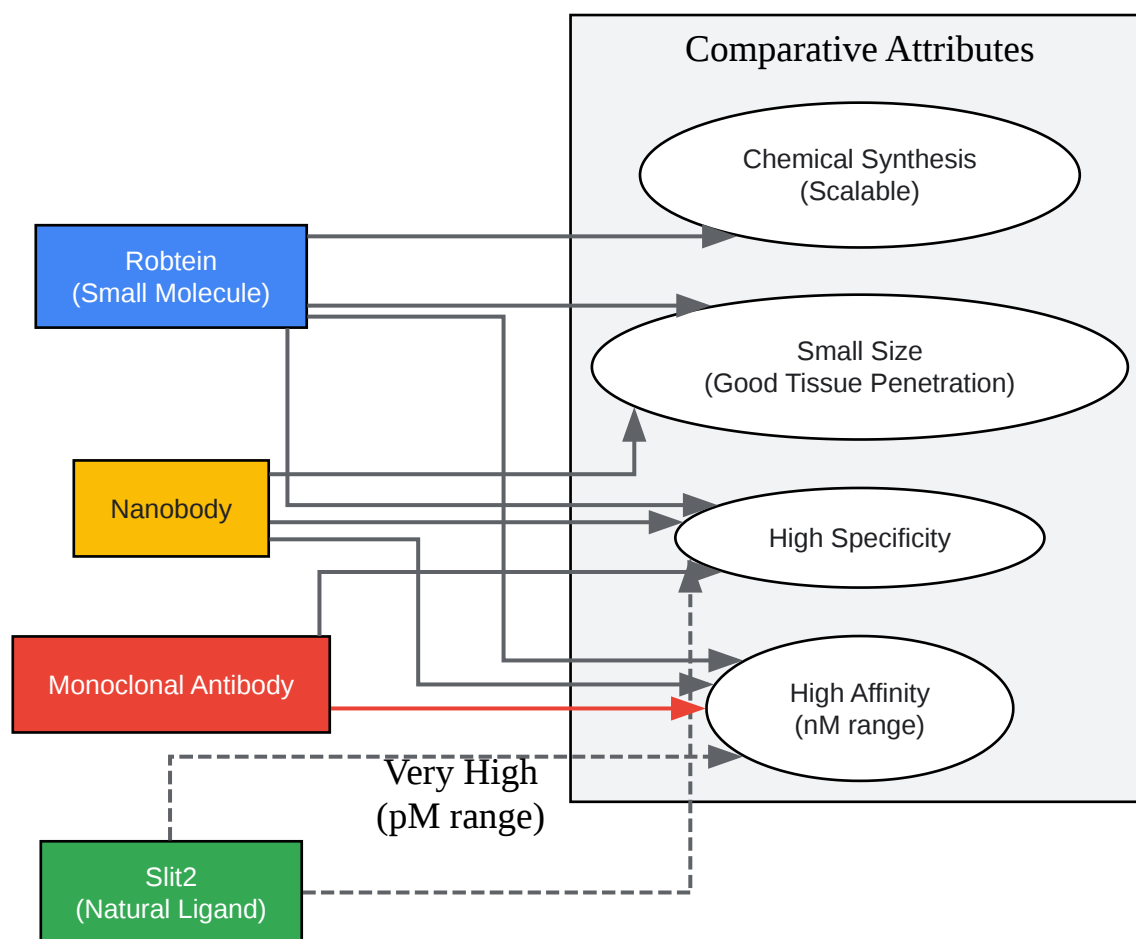 Comparative Attributes
Chemical Synthesis
(Scalable)
Robtein
(Small Molecule)
Small Size
(Good Tissue Penetration)
Nanobody
High Specificity
Monoclonal Antibody
High Affinity
(nM range)
Very High
(pM range)
Slit2
(Natural Ligand)